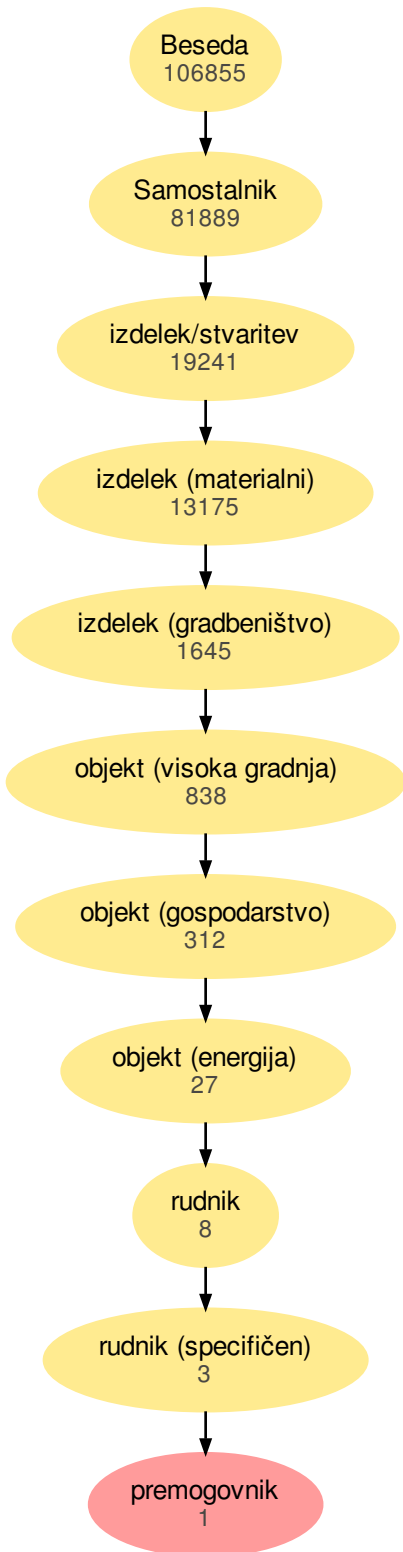 Beseda
106855
Samostalnik
81889
izdelek/stvaritev
19241
izdelek (materialni)
13175
izdelek (gradbeništvo)
1645
objekt (visoka gradnja)
838
objekt (gospodarstvo)
312
objekt (energija)
27
rudnik
8
rudnik (specifičen)
3
premogovnik
1